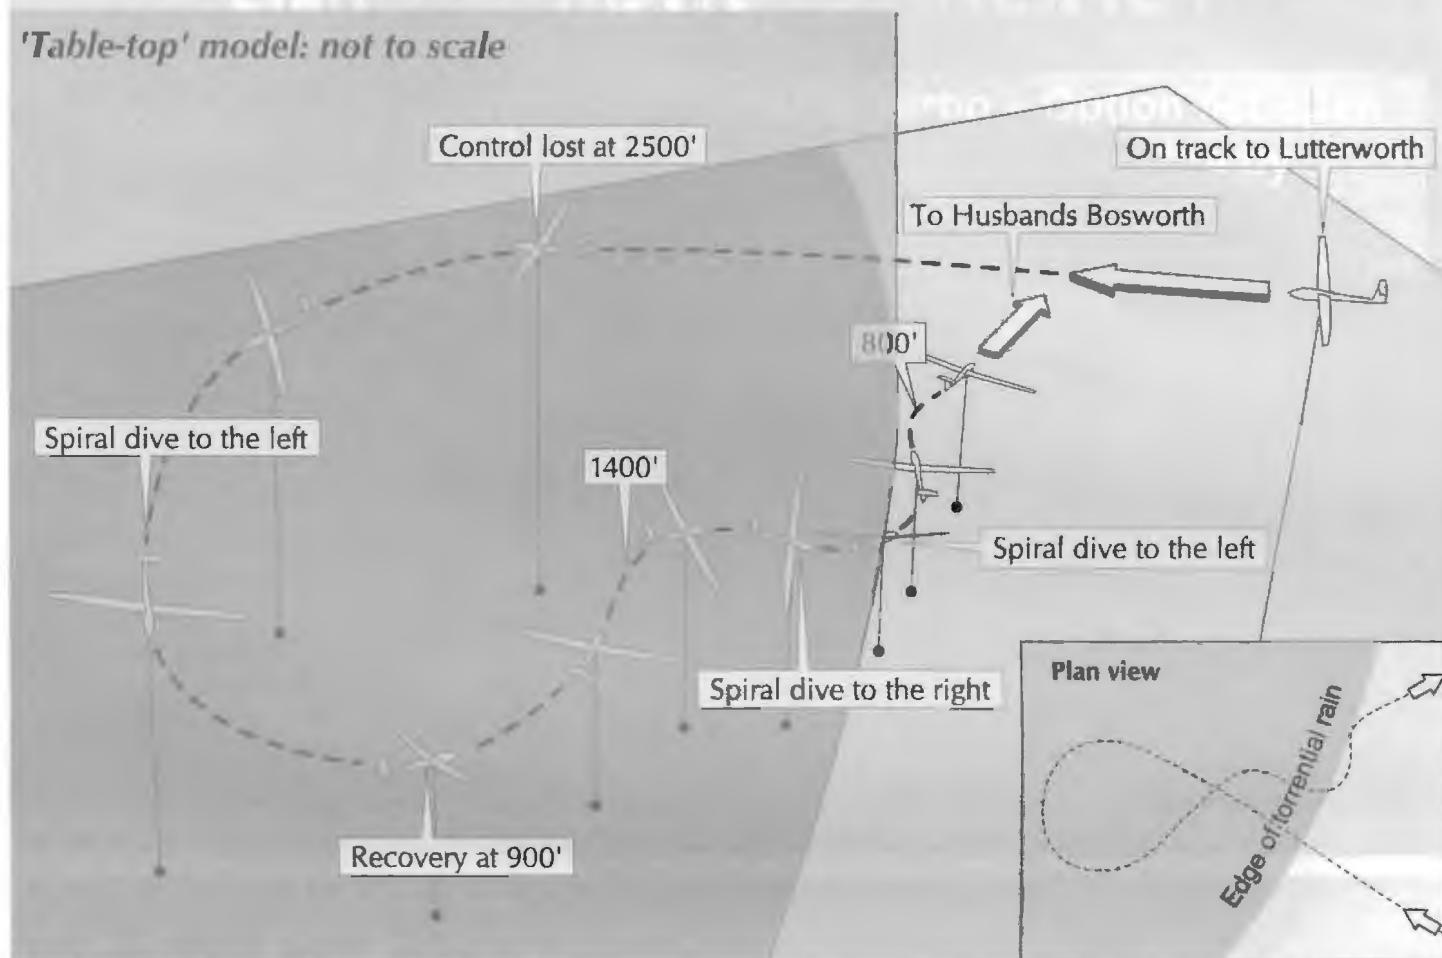 'Table-top' model: not to scale
Control lost at 2500'
On track to Lutterworth
To Husbands Bosworth
800'
Spiral dive to the left
1400'
Spiral dive to the left
Spiral dive to the right
Recovery at 900'
Plan view
Edge of torrential rain